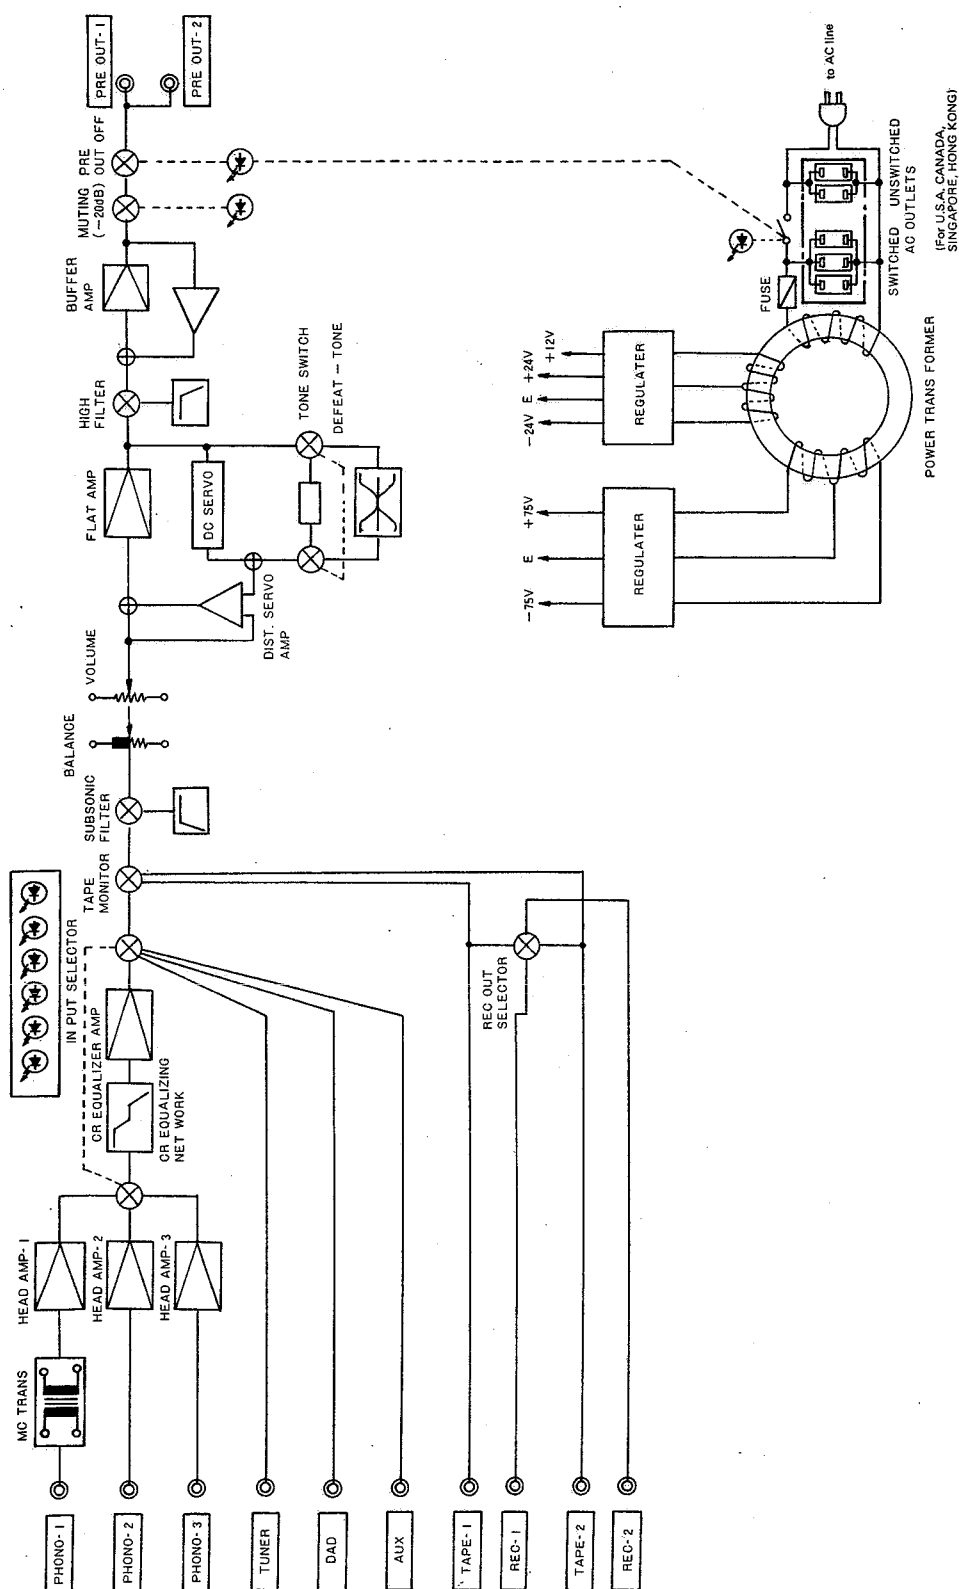 PRE OUT-1
PRE OUT-2
MUTING
(−20dB)
PRE
OUT OFF
BUFFER
AMP
HIGH
FILTER
FLAT AMP
DC SERVO
TONE SWITCH
DEFEAT − TONE
DIST. SERVO
AMP
VOLUME
BALANCE
SUBSONIC
FILTER
TAPE
MONITOR
IN PUT SELECTOR
CR EQUALIZER AMP
CR EQUALIZING
NET WORK
REC OUT
SELECTOR
HEAD AMP-1
HEAD AMP-2
HEAD AMP-3
MC TRANS
PHONO-1
PHONO-2
PHONO-3
TUNER
DAD
AUX
TAPE-1
REC-1
TAPE-2
REC-2
to AC line
SWITCHED UNSWITCHED
AC OUTLETS
(For U.S.A. CANADA,
SINGAPORE, HONG KONG)
FUSE
POWER TRANS FORMER
REGULATER
−24V
E
+24V
+12V
REGULATER
−75V
E
+75V